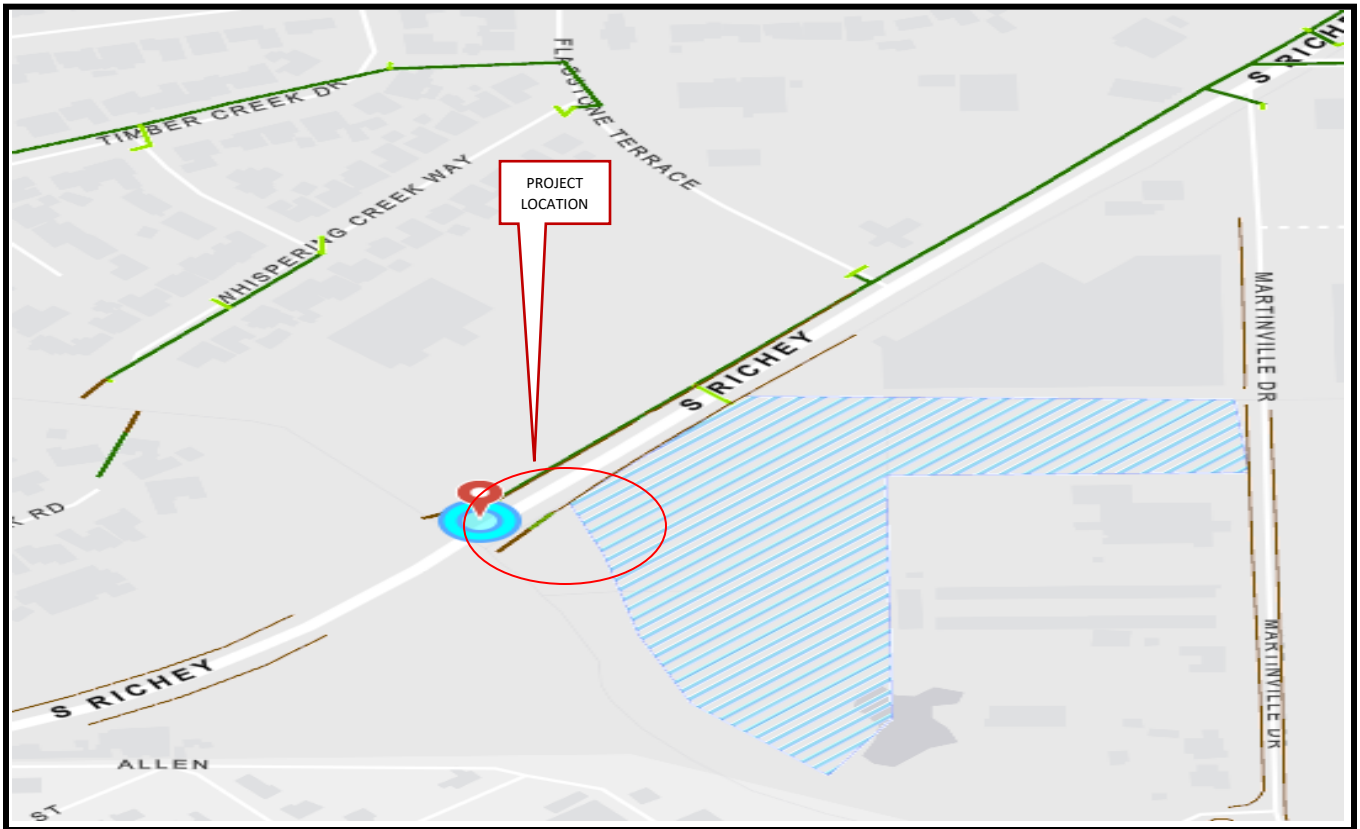 S RICH
FLAGSTONE TERRACE
TIMBER CREEK DR
WHISPERING CREEK WAY
PROJECT
LOCATION
MARTINVILLE DR
S RICHEY
RD
S RICHEY
MARTINVILLE DR
ALLEN
ST